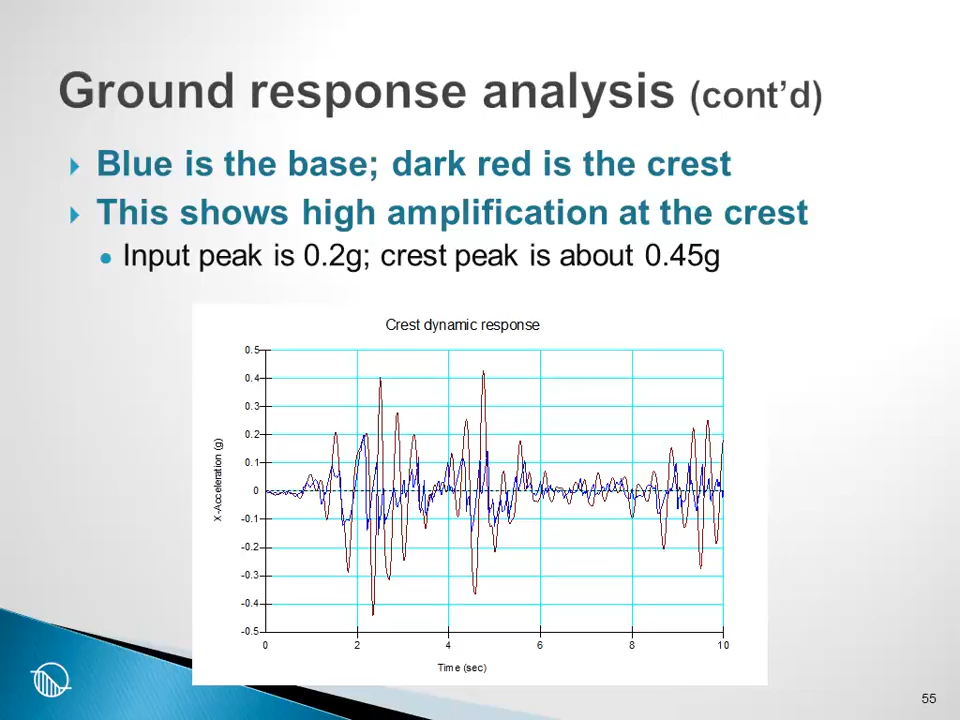 Ground response analysis (cont’d)
Blue is the base; dark red is the crest
This shows high amplification at the crest
Input peak is 0.2g; crest peak is about 0.45g
Crest dynamic response
0.5
0.4
0.3
0.2
0.1
0
-0.1
-0.2
-0.3
-0.4
-0.5
X-Acceleration (g)
0 2 4 6 8 10
Time (sec)
55